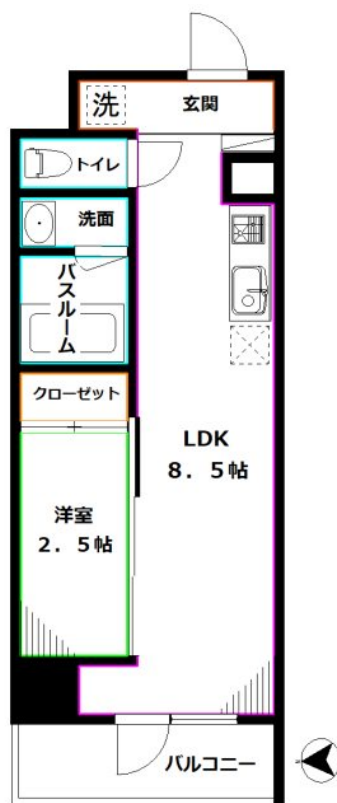 洗
玄関
トイレ
洗面
バスルーム
クローゼット
LDK
8．5帖
洋室
2．5帖
バルコニー